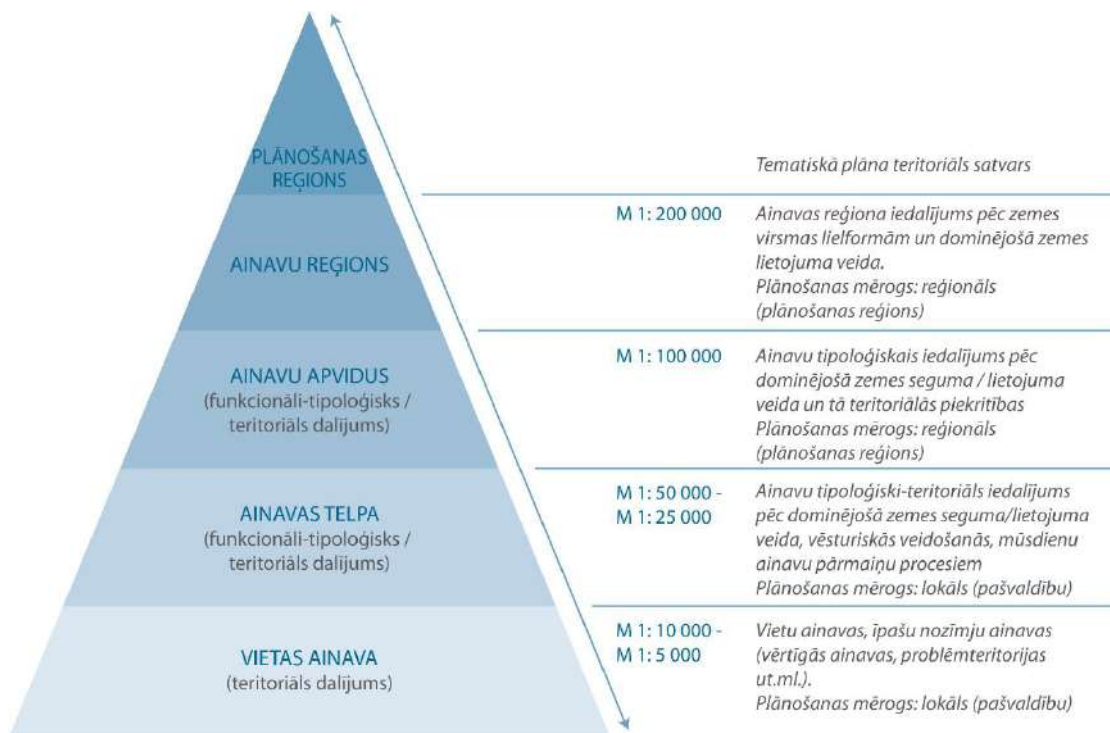 PLĀNOŠANAS
REĢIONS
Tematiskā plāna teritoriāls satvars
AINAVU REĢIONS
M 1: 200 000
Ainavas reģiona iedalījums pēc zemes
virsmas lielformām un dominējošā zemes
lietojuma veida.
Plānošanas mērogs: reģionāls
(plānošanas reģions)
AINAVU APVIDUS
(funkcionāli-tipoloģisks /
teritoriāls dalījums)
M 1: 100 000
Ainavu tipoloģiskais iedalījums pēc
dominējošā zemes seguma / lietojuma
veida un tā teritoriālās piekritības
Plānošanas mērogs: reģionāls
(plānošanas reģions)
AINAVAS TELPA
(funkcionāli-tipoloģisks /
teritoriāls dalījums)
M 1: 50 000 -
M 1: 25 000
Ainavu tipoloģiski-teritoriāls iedalījums
pēc dominējošā zemes seguma/lietojuma
veida, vēsturiskās veidošanās, mūsdienu
ainavu pārmaiņu procesiem
Plānošanas mērogs: lokāls (pašvaldību)
VIETAS AINAVA
(teritoriāls dalījums)
M 1: 10 000 -
M 1: 5 000
Vietu ainavas, īpašu nozīmju ainavas
(vērtīgās ainavas, problēmteritorijas
ut.ml.).
Plānošanas mērogs: lokāls (pašvaldību)